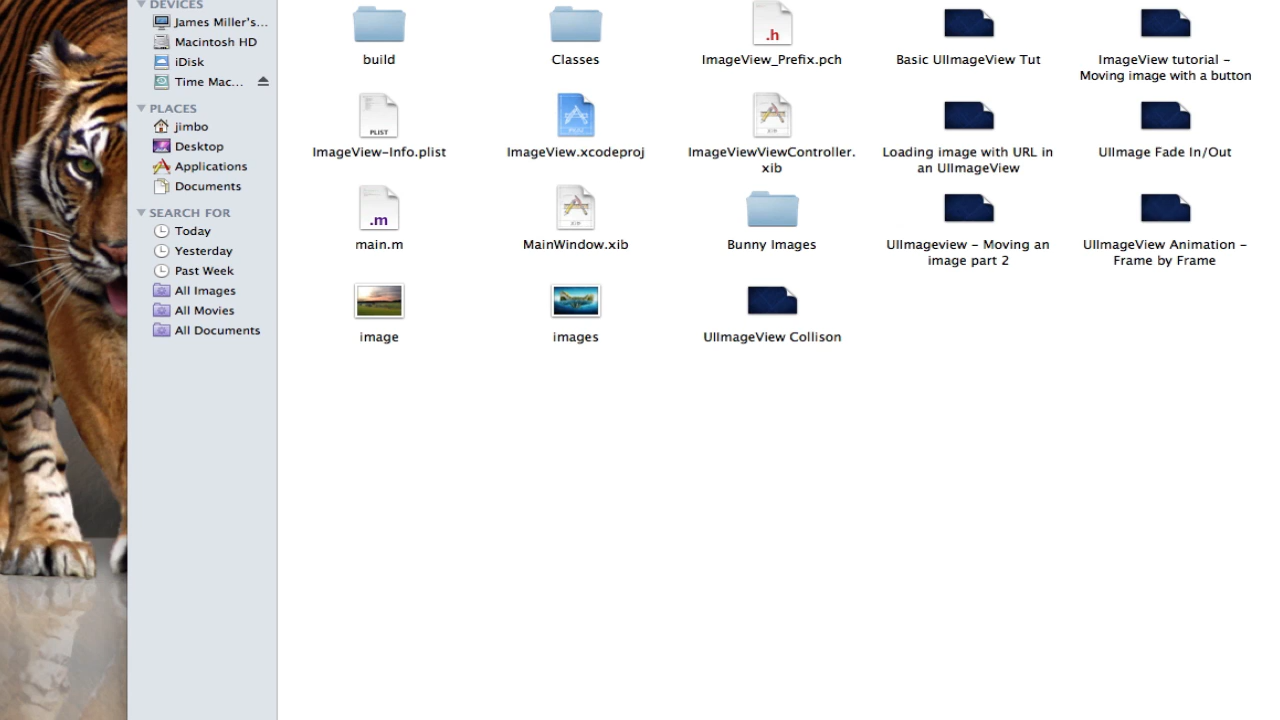 DEVICES
James Miller's...
Macintosh HD
iDisk
Time Mac...
PLACES
jimbo
Desktop
Applications
Documents
SEARCH FOR
Today
Yesterday
Past Week
All Images
All Movies
All Documents
.h
build
Classes
ImageView_Prefix.pch
Basic UIImageView Tut
ImageView tutorial -
Moving image with a button
PLIST
PROJ
XIB
ImageView-Info.plist
ImageView.xcodeproj
ImageViewViewController.
xib
Loading image with URL in
an UIImageView
UIImage Fade In/Out
.m
XIB
main.m
MainWindow.xib
Bunny Images
UIImageview - Moving an
image part 2
UIImageView Animation -
Frame by Frame
image
images
UIImageView Collison